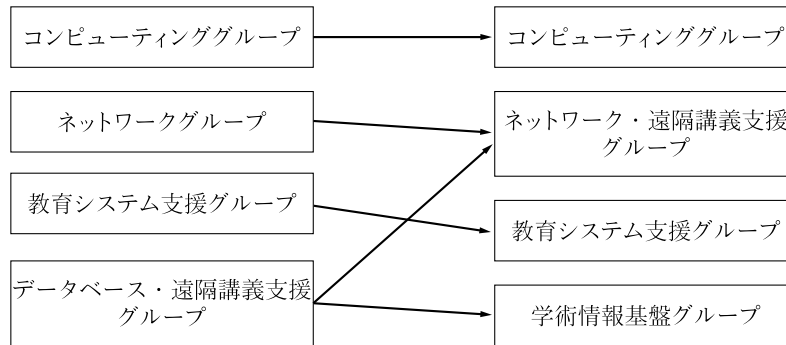 コンピューティンググループ
ネットワークグループ
教育システム支援グループ
データベース・遠隔講義支援
グループ
コンピューティンググループ
ネットワーク・遠隔講義支援
グループ
教育システム支援グループ
学術情報基盤グループ